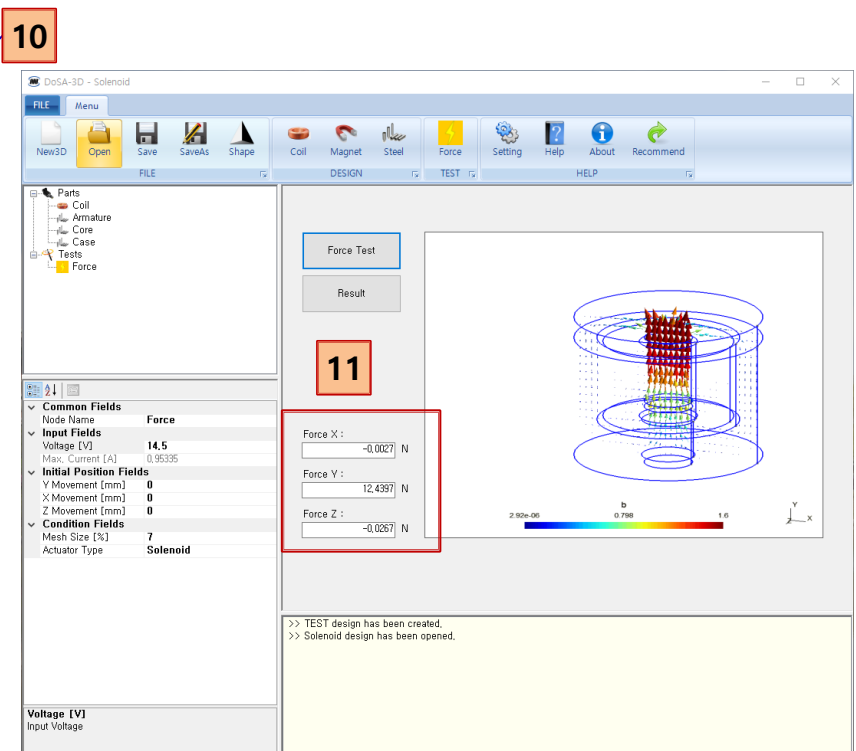 10
DoSA-3D - Solenoid
FILE Menu
New3D Open Save SaveAs Shape Coil Magnet Steel Force Setting Help About Recommend
FILE DESIGN TEST HELP
Parts
Coil
Armature
Core
Case
Tests
Force
Force Test
Result
11
Common Fields
Node Name Force
Input Fields
Voltage [V] 14,5
Max, Current [A] 0,95335
Initial Position Fields
Y Movement [mm] 0
X Movement [mm] 0
Z Movement [mm] 0
Condition Fields
Mesh Size [%] 7
Actuator Type Solenoid
Force X :
-0,0027 N
Force Y :
12,4397 N
Force Z :
-0,0267 N
b
2.92e-06 0.798 1.6
Y
Z X
>> TEST design has been created,
>> Solenoid design has been opened,
Voltage [V]
Input Voltage